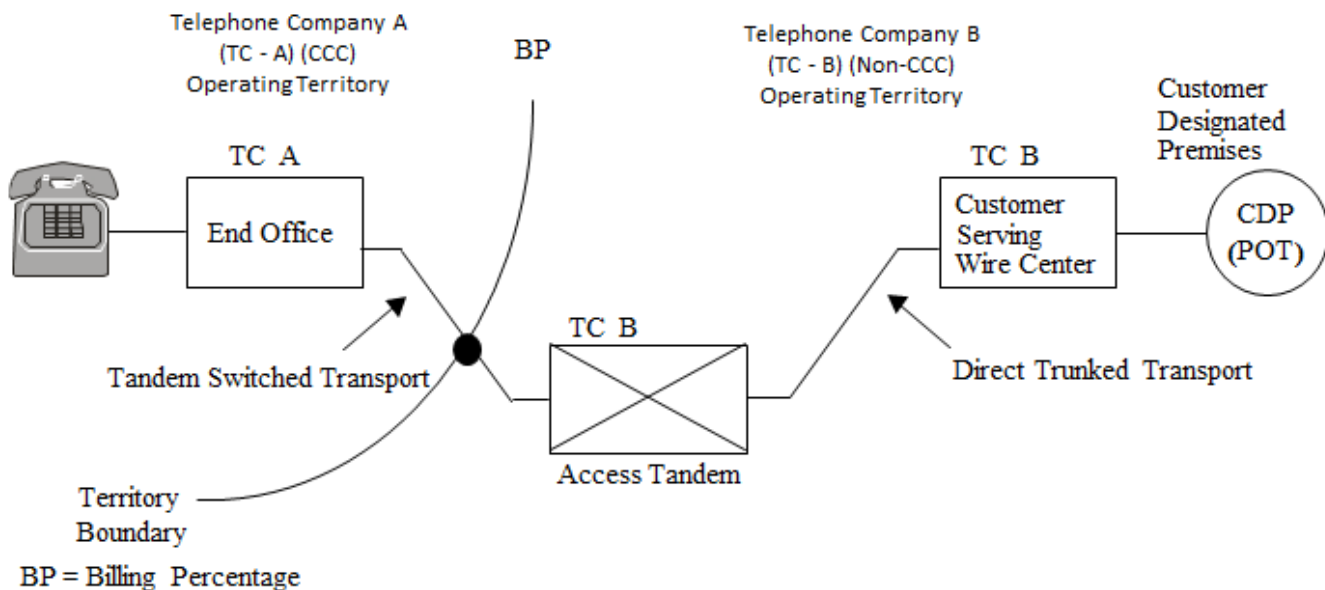 Telephone Company A
(TC - A) (CCC)
Operating Territory
BP
Telephone Company B
(TC - B) (Non-CCC)
Operating Territory
Customer
Designated
Premises
TC A
End Office
TC B
Customer
Serving
Wire Center
CDP
(POT)
Tandem Switched Transport
TC B
Access Tandem
Direct Trunked Transport
Territory
Boundary
BP = Billing Percentage